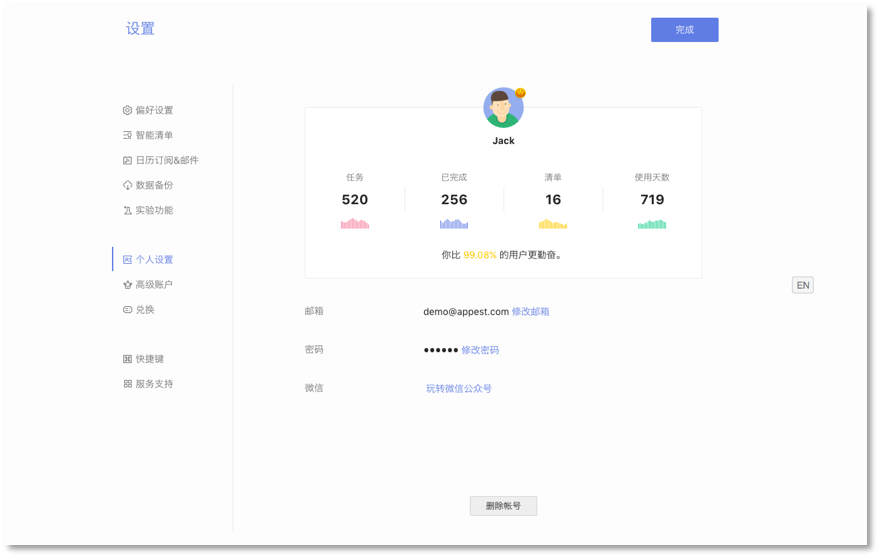 设置
完成
偏好设置
智能清单
日历订阅&邮件
数据备份
实验功能
个人设置
高级账户
兑换
快捷键
服务支持
Jack
任务 已完成 清单 使用天数
520 256 16 719
你比 99.08% 的用户更勤奋。
EN
邮箱 demo@appest.com 修改邮箱
密码 ●●●●●● 修改密码
微信 玩转微信公众号
删除帐号